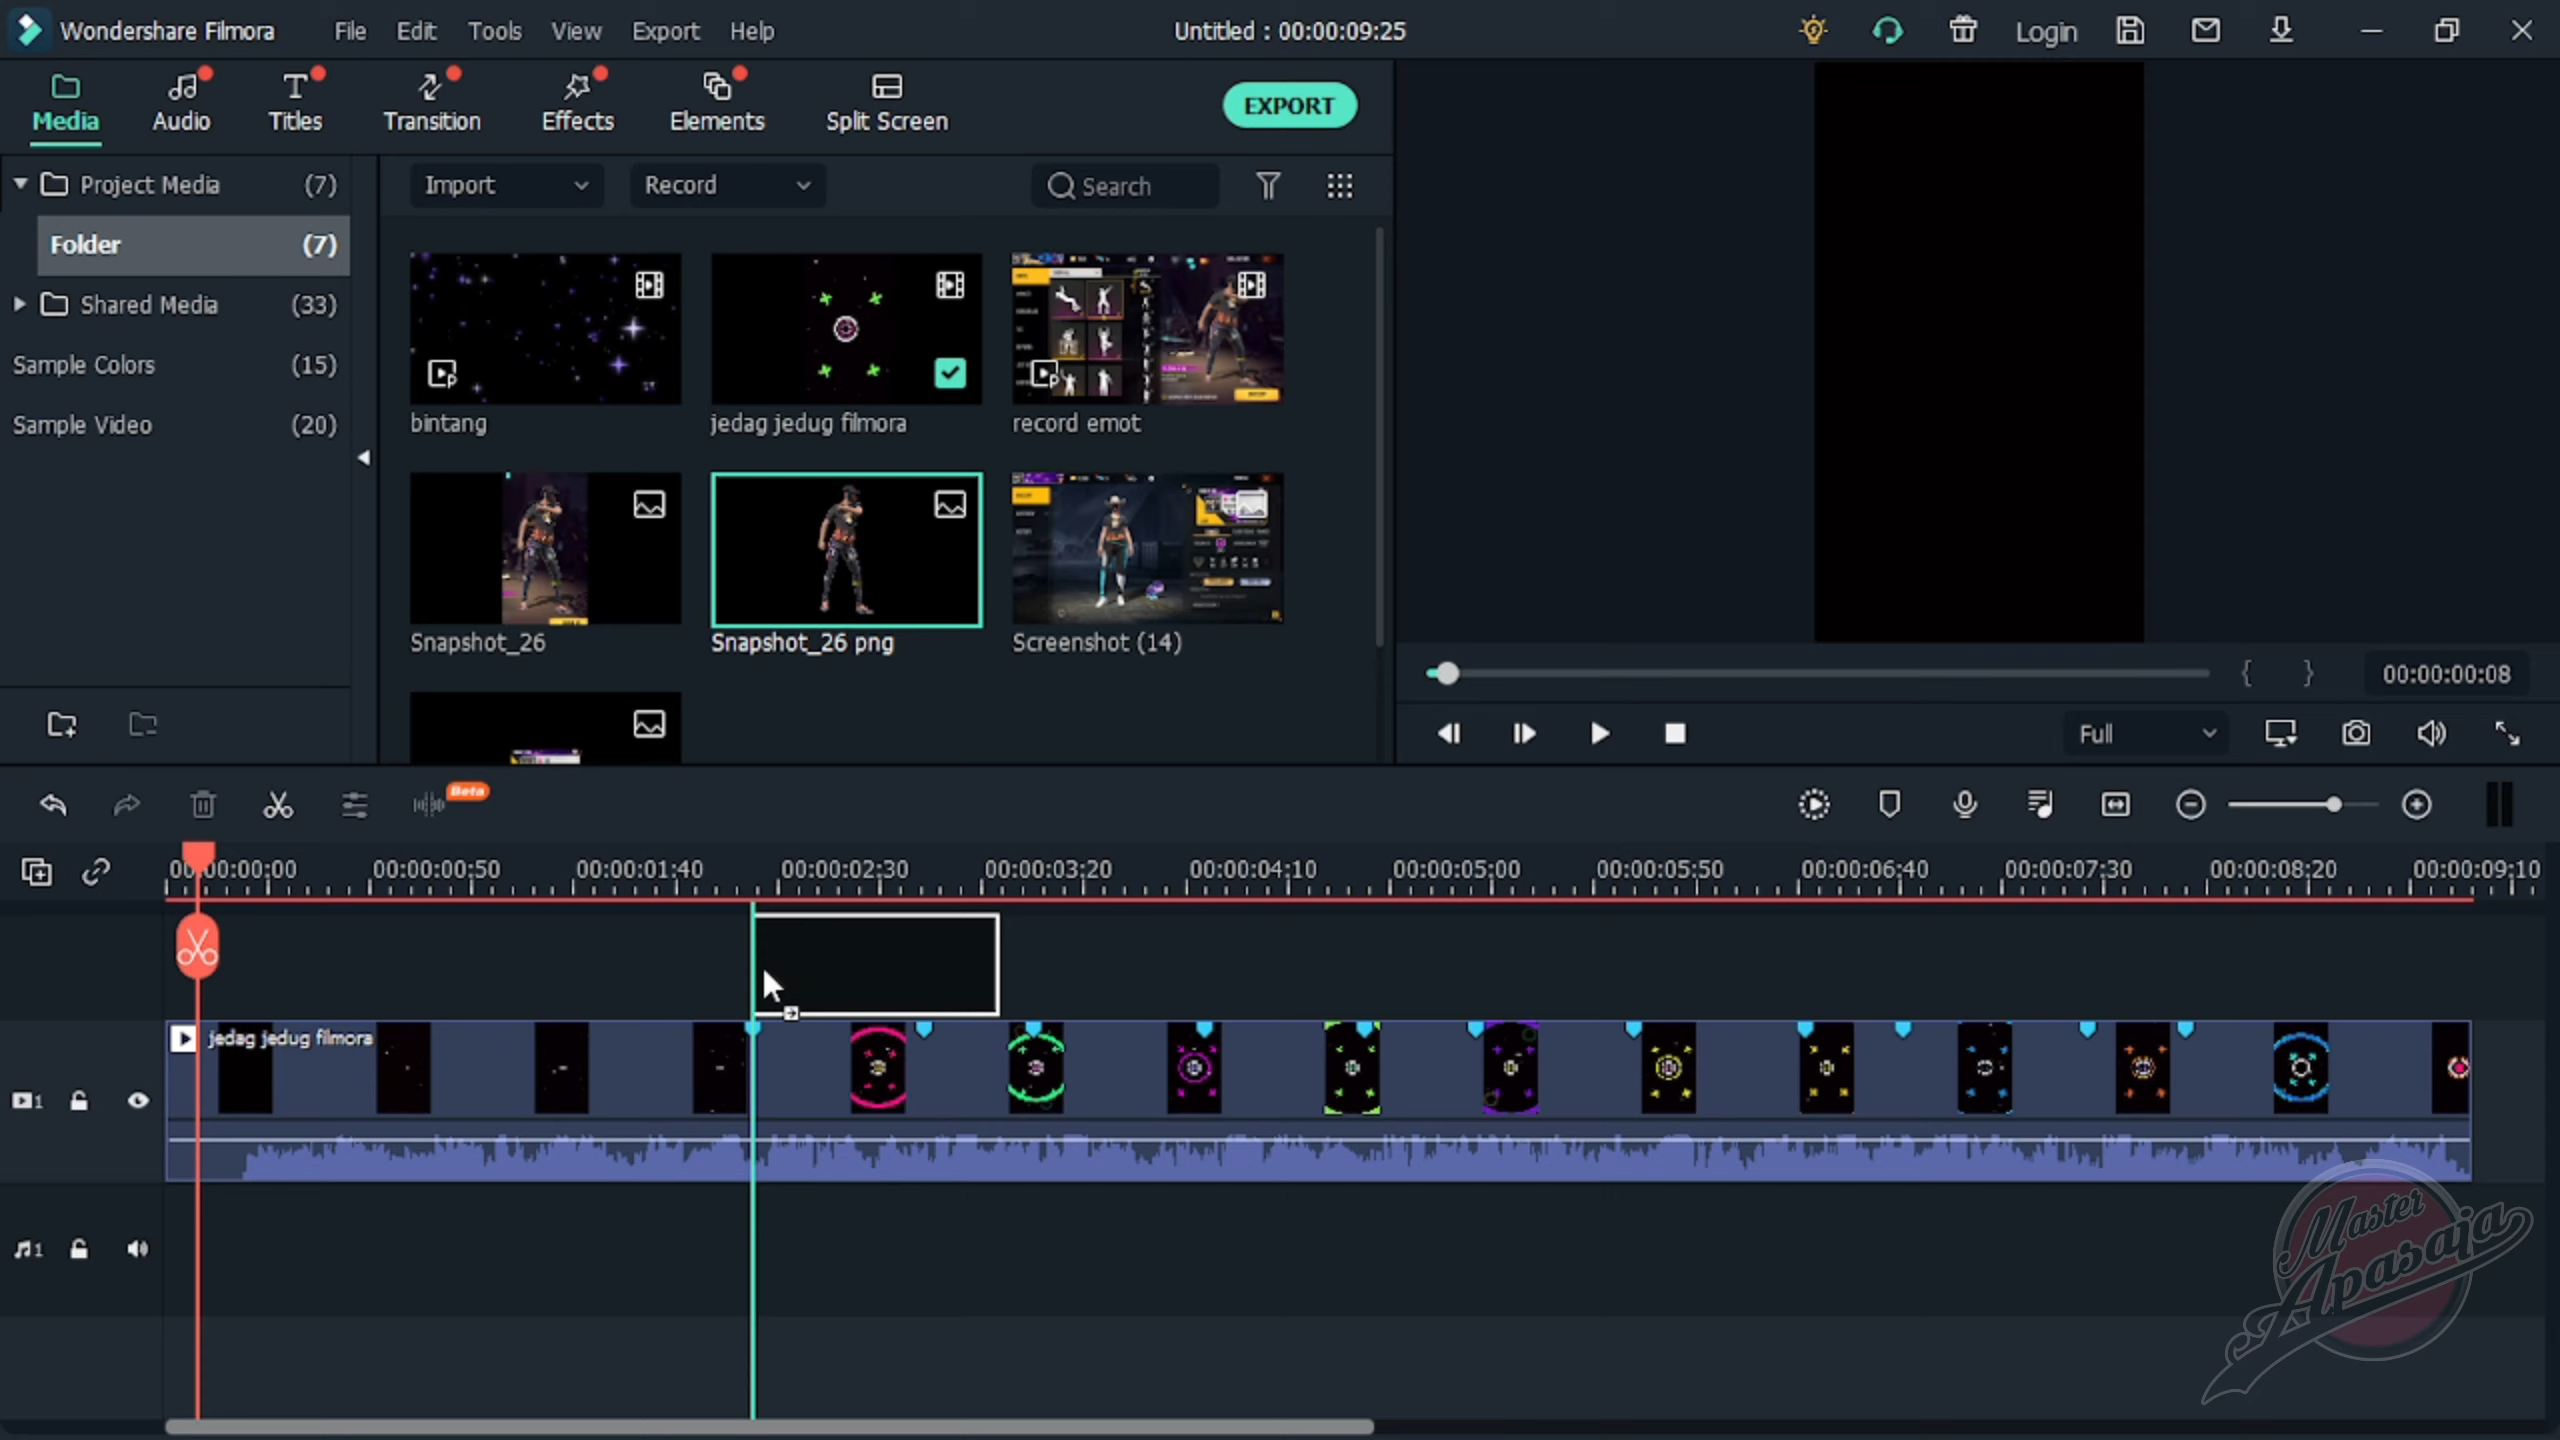 Wondershare Filmora File Edit Tools View Export Help Untitled : 00:00:09:25 Login
Media Audio Titles Transition Effects Elements Split Screen EXPORT
Project Media (7) Import Record Search
Folder (7)
Shared Media (33)
Sample Colors (15)
Sample Video (20)
bintang jedag jedug filmora record emot
Snapshot_26 Snapshot_26 png Screenshot (14)
00:00:00:08
Full
Beta
00:00:00:00 00:00:00:50 00:00:01:40 00:00:02:30 00:00:03:20 00:00:04:10 00:00:05:00 00:00:05:50 00:00:06:40 00:00:07:30 00:00:08:20 00:00:09:10
jedag jedug filmora
1
1
Master
Apasaja